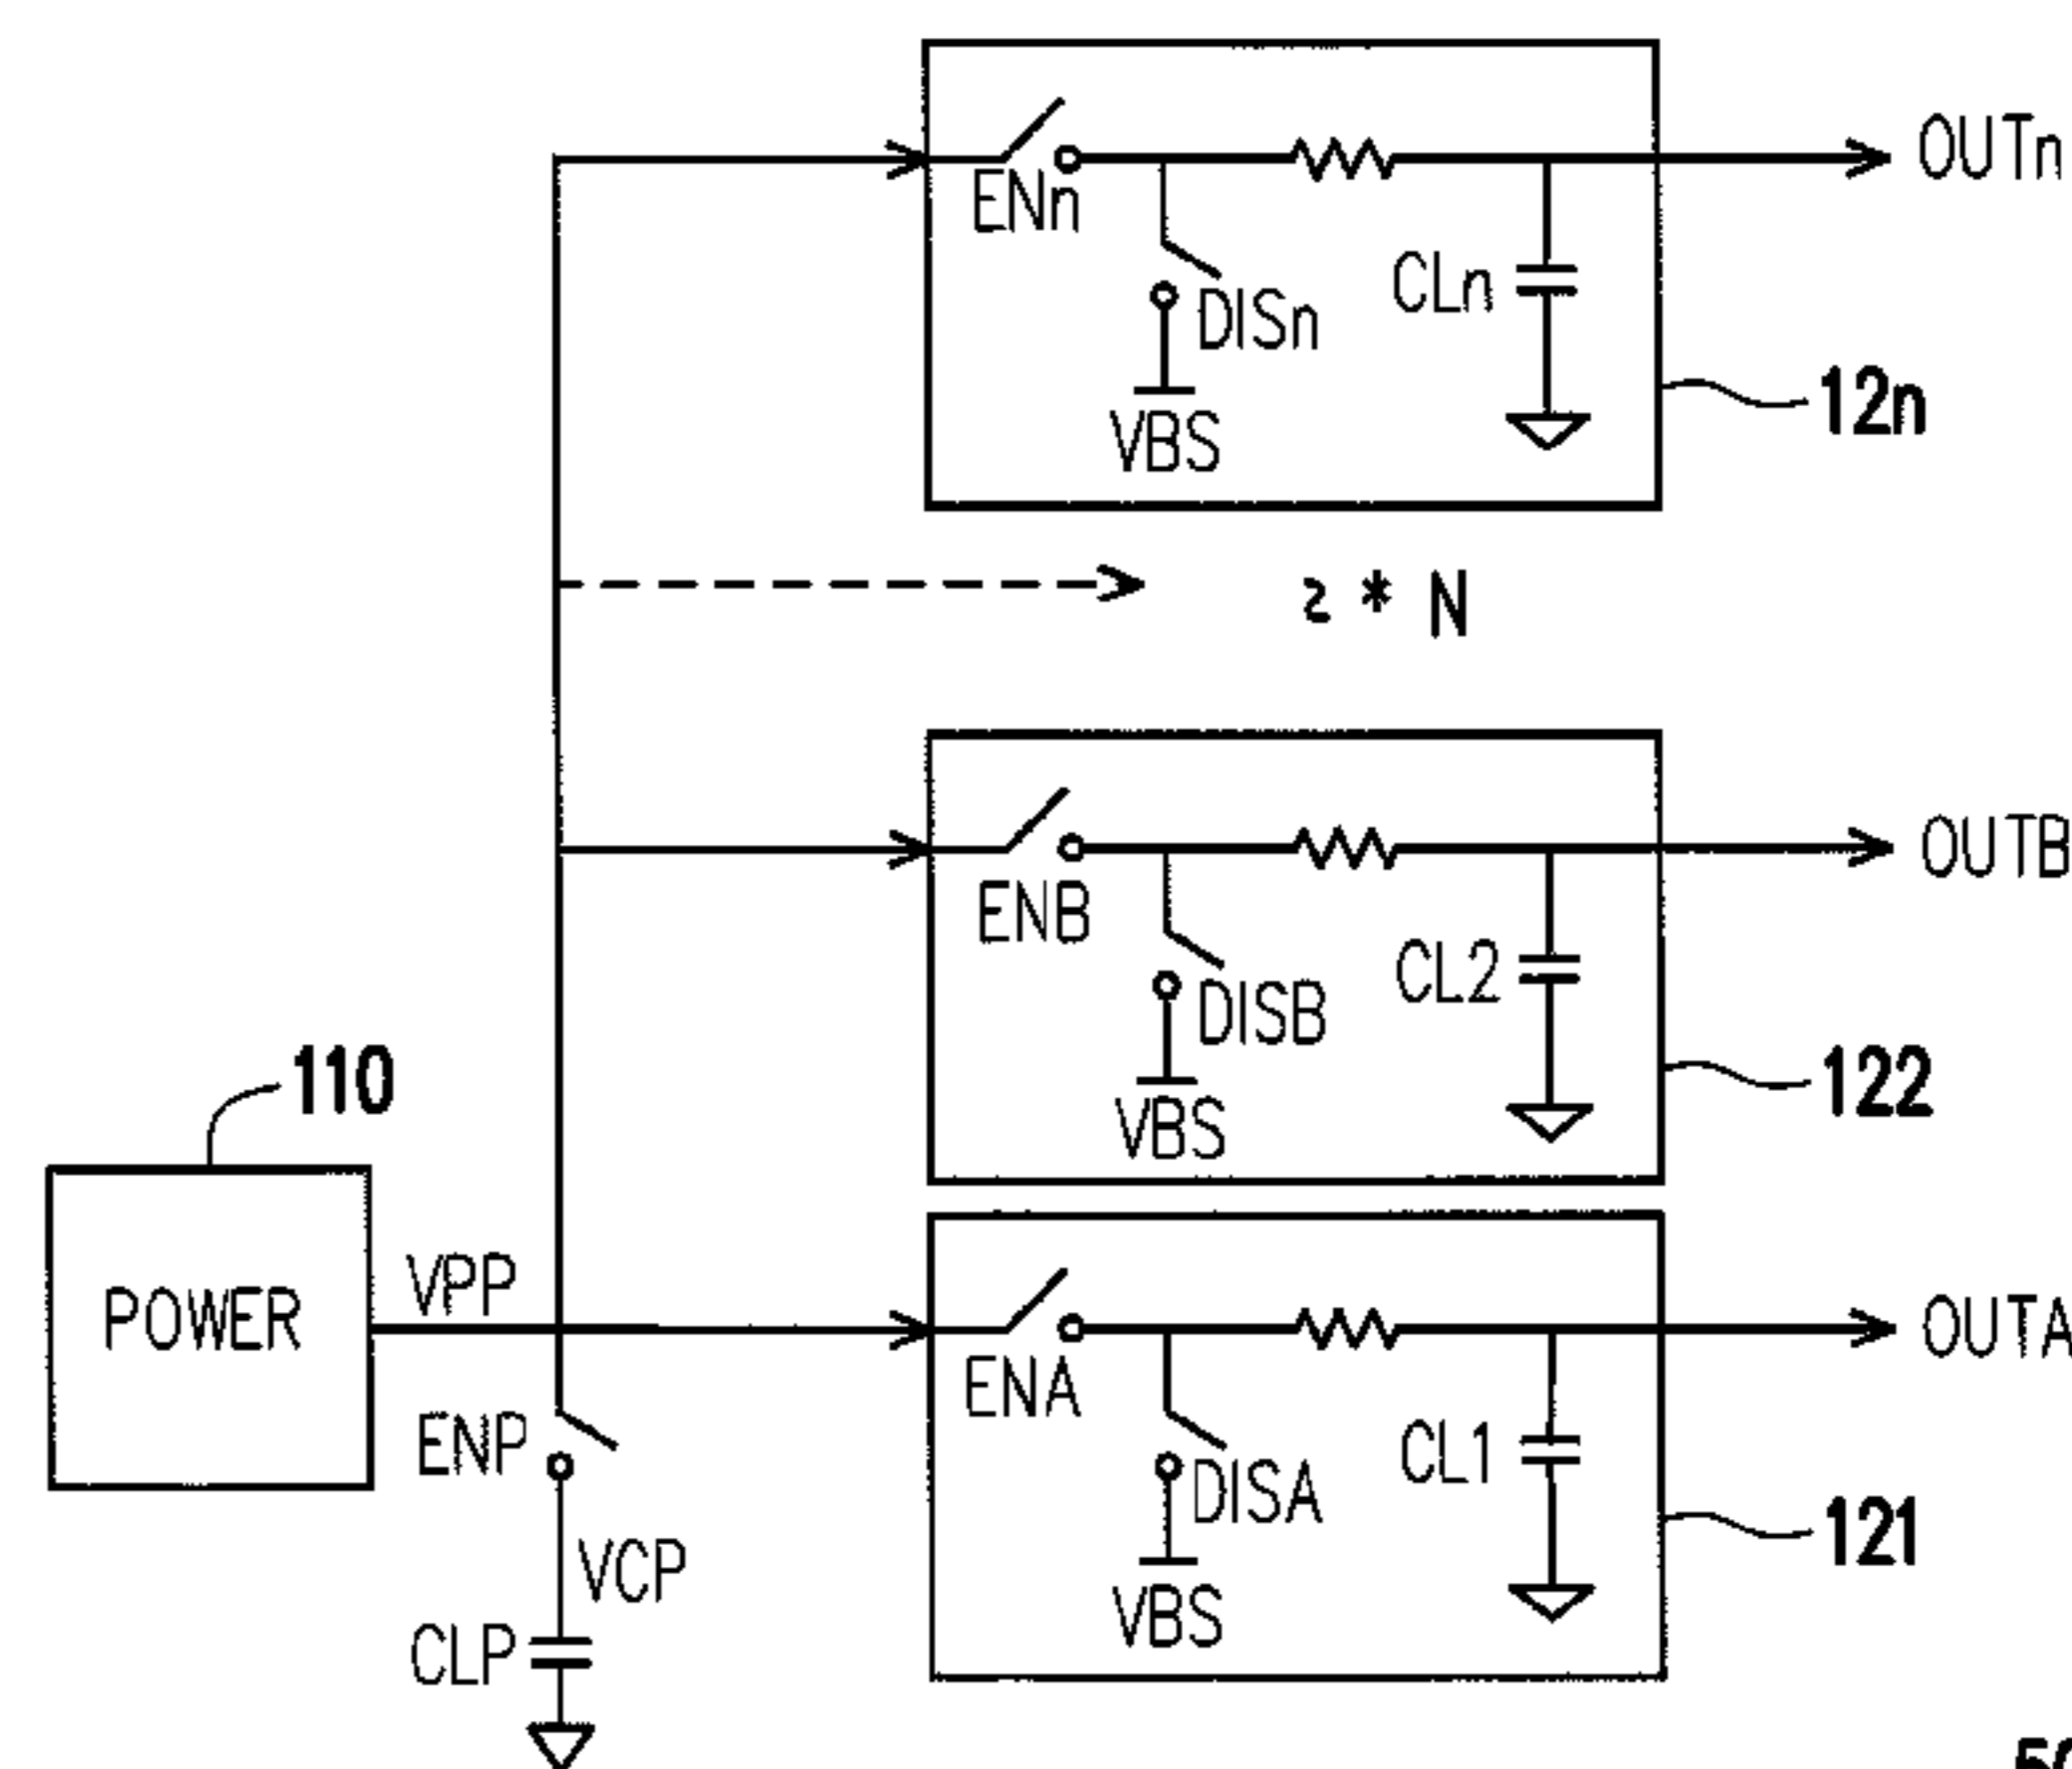 OUTn
ENn
CLn
DISn
12n
VBS
* N
OUTB
ENB
CL2
DISB
110
122
VBS
VPP
POWER
OUTA
ENA
ENP
CL1
DISA
121
VCP
VBS
CLP